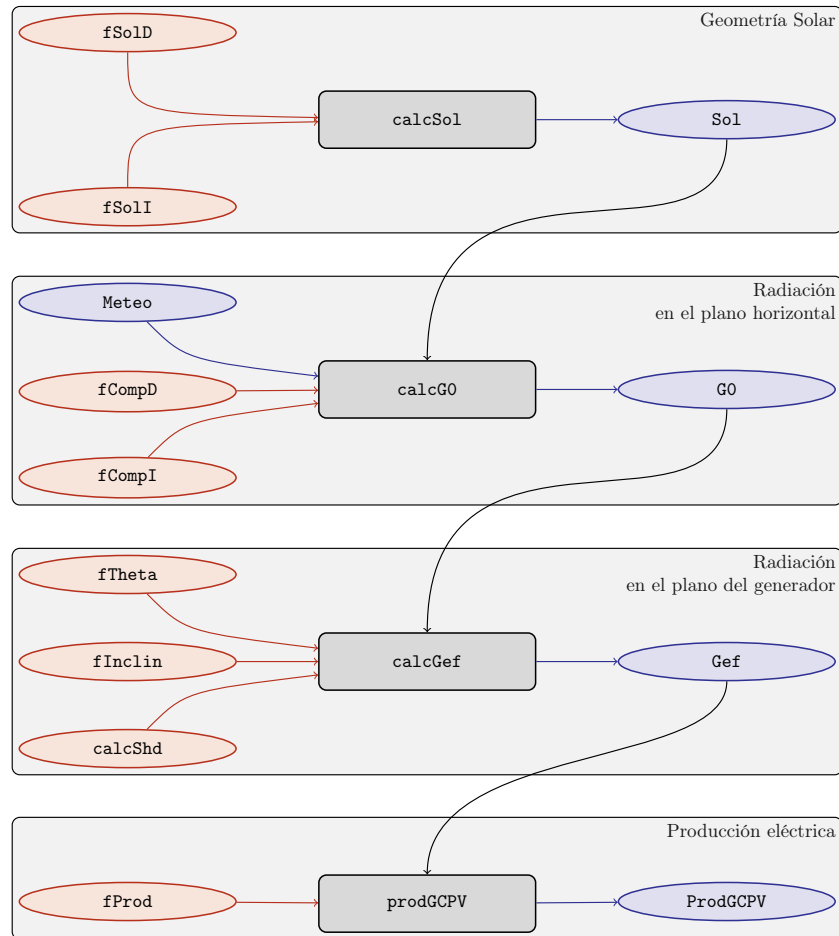 Geometría Solar
fSolD
calcSol
Sol
fSolI
Radiación
en el plano horizontal
Meteo
fCompD
calcG0
G0
fCompI
Radiación
en el plano del generador
fTheta
fInclin
calcGef
Gef
calcShd
Producción eléctrica
fProd
prodGCPV
ProdGCPV